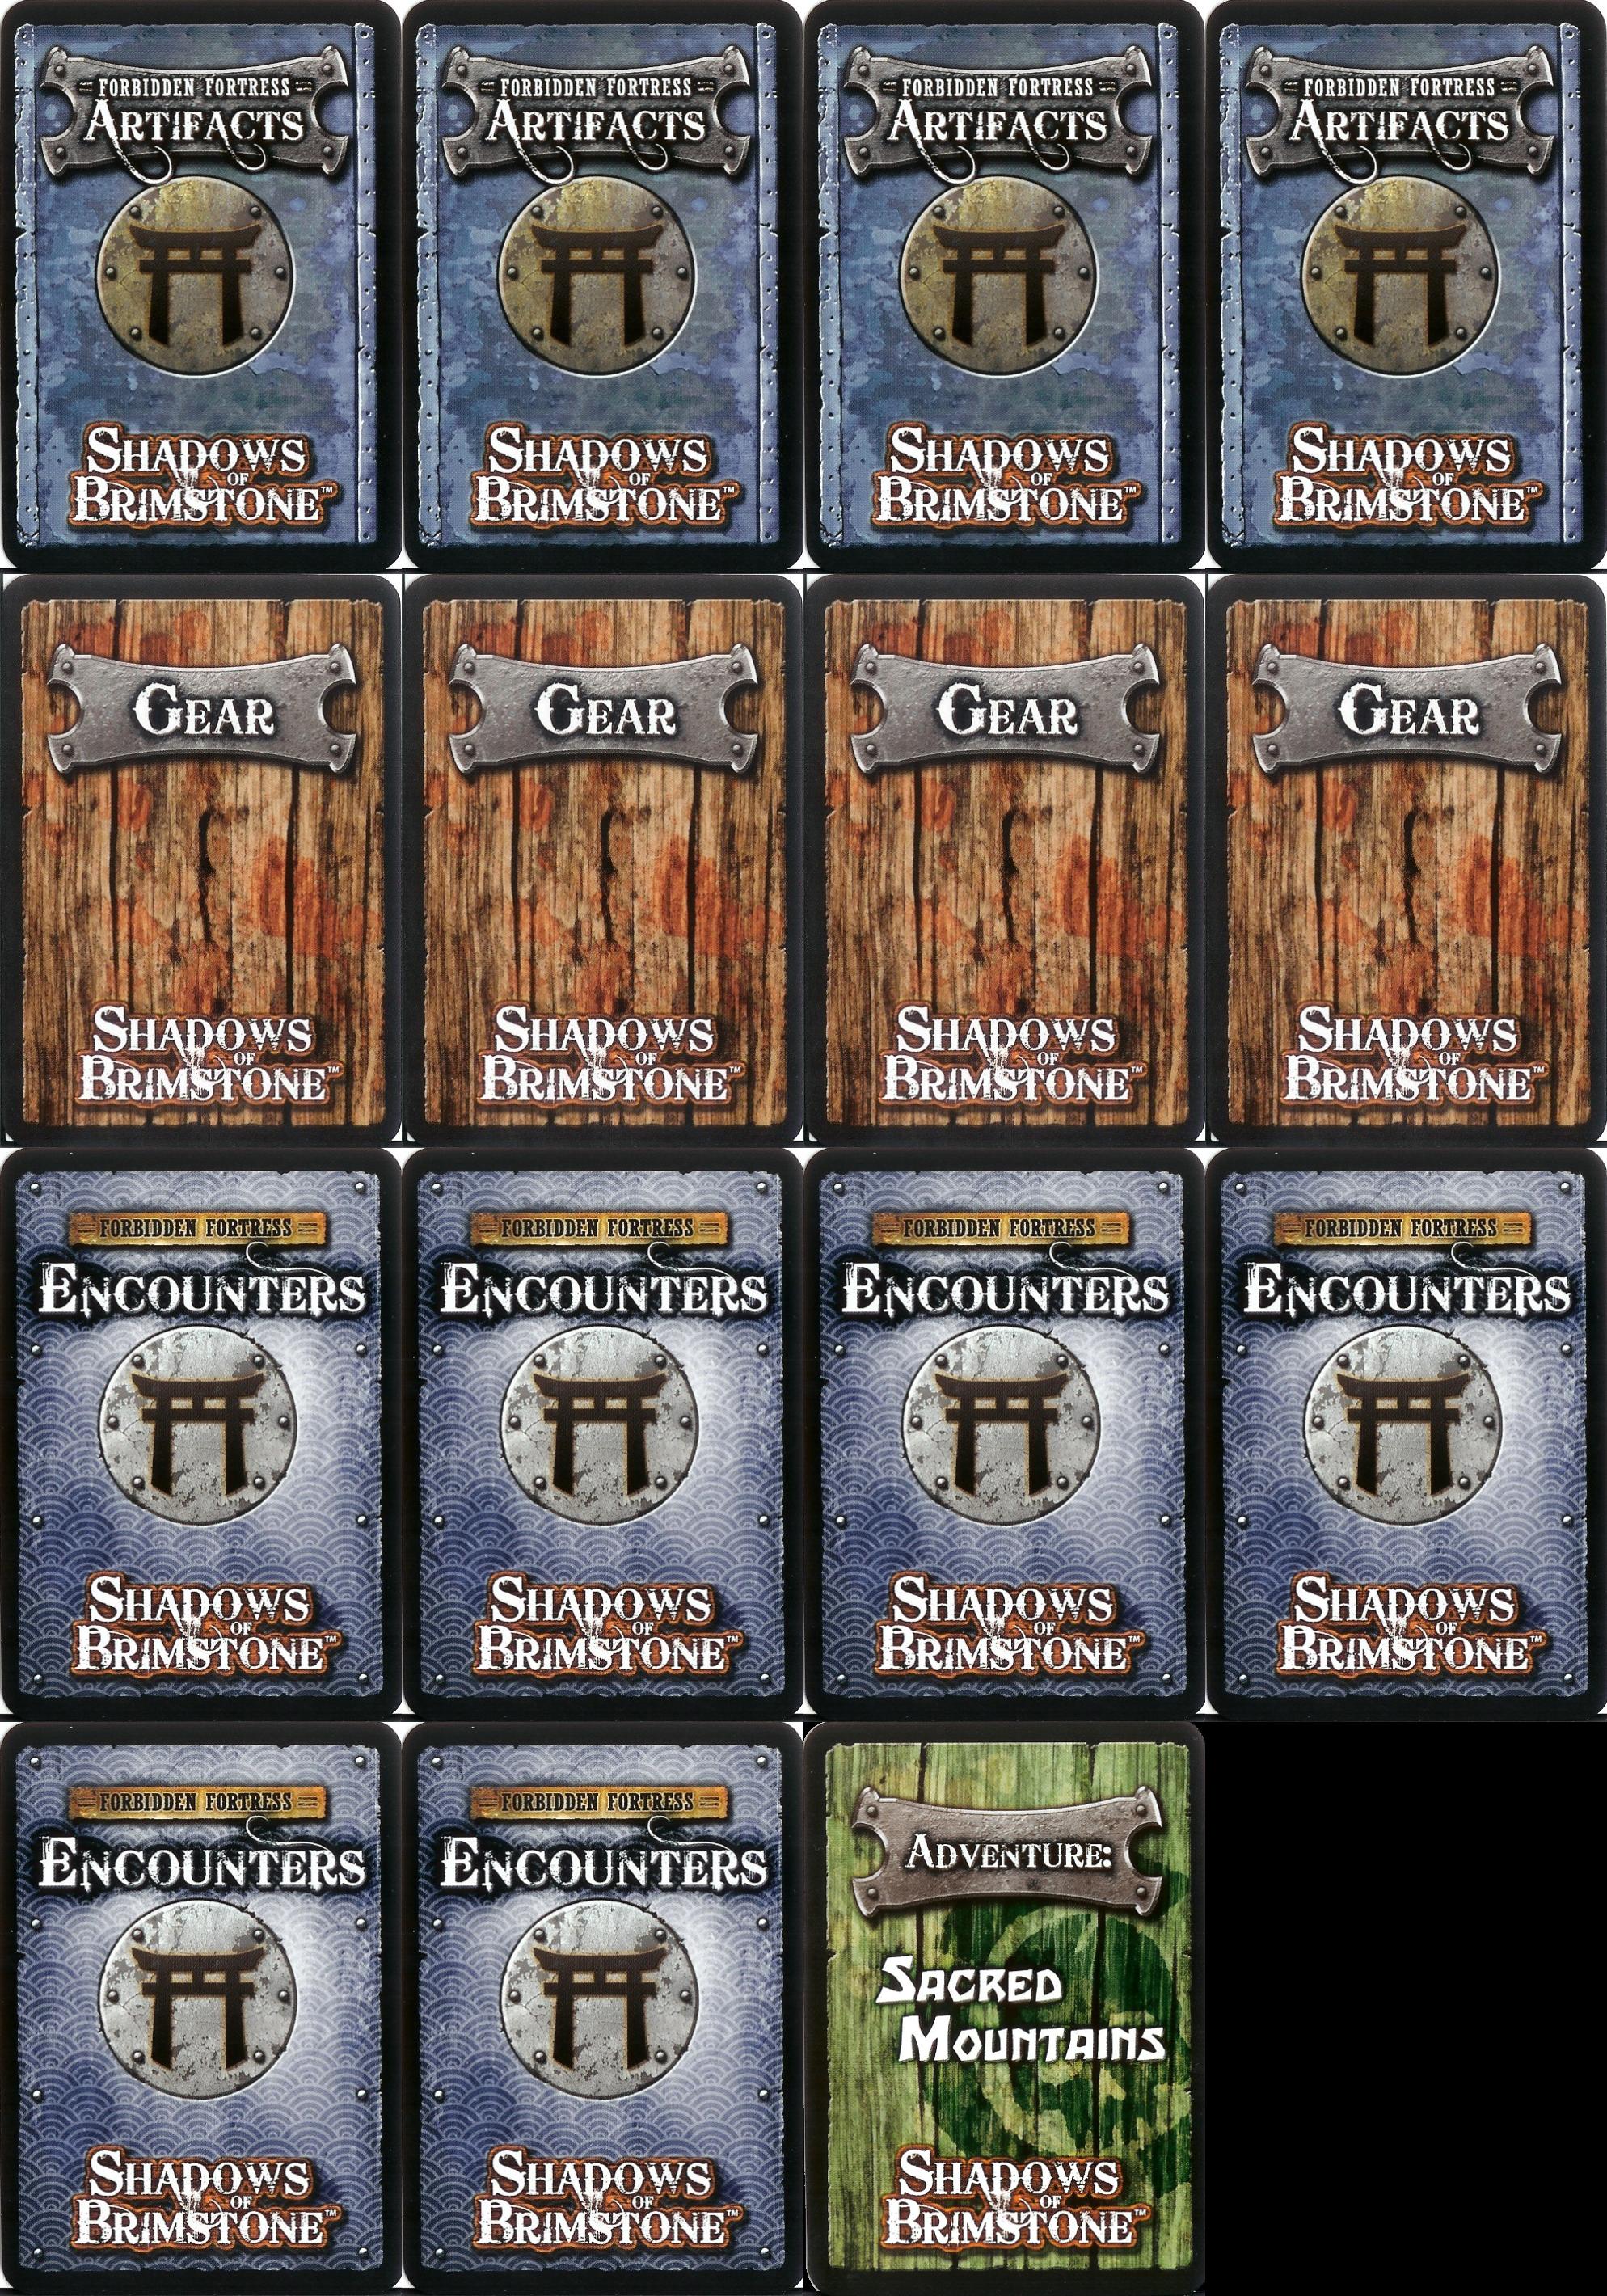 FORBIDDEN FORTRESS
ARTIFACTS
SHADOWS
OF
BRIMSTONE™
FORBIDDEN FORTRESS
ARTIFACTS
SHADOWS
OF
BRIMSTONE™
FORBIDDEN FORTRESS
ARTIFACTS
SHADOWS
OF
BRIMSTONE™
FORBIDDEN FORTRESS
ARTIFACTS
SHADOWS
OF
BRIMSTONE™
GEAR
SHADOWS
OF
BRIMSTONE™
GEAR
SHADOWS
OF
BRIMSTONE™
GEAR
SHADOWS
OF
BRIMSTONE™
GEAR
SHADOWS
OF
BRIMSTONE™
FORBIDDEN FORTRESS
ENCOUNTERS
SHADOWS
OF
BRIMSTONE™
FORBIDDEN FORTRESS
ENCOUNTERS
SHADOWS
OF
BRIMSTONE™
FORBIDDEN FORTRESS
ENCOUNTERS
SHADOWS
OF
BRIMSTONE™
FORBIDDEN FORTRESS
ENCOUNTERS
SHADOWS
OF
BRIMSTONE™
FORBIDDEN FORTRESS
ENCOUNTERS
SHADOWS
OF
BRIMSTONE™
FORBIDDEN FORTRESS
ENCOUNTERS
SHADOWS
OF
BRIMSTONE™
ADVENTURE:
SACRED
MOUNTAINS
SHADOWS
OF
BRIMSTONE™